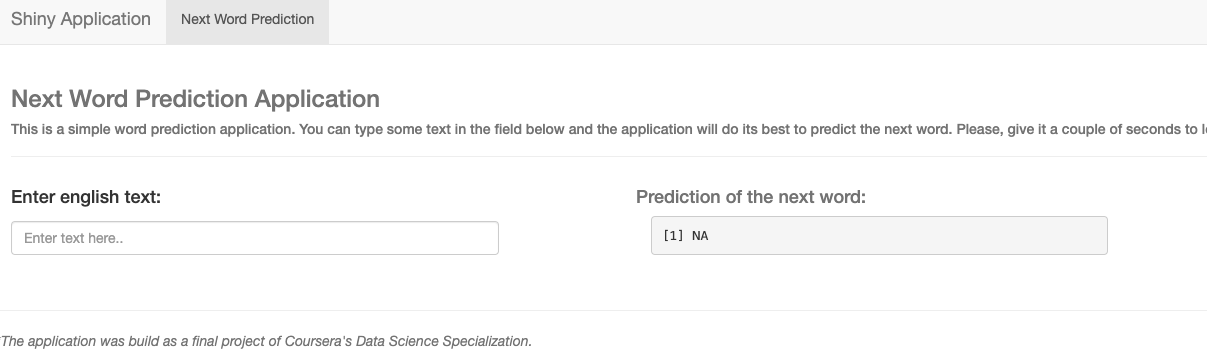 Shiny Application Next Word Prediction
Next Word Prediction Application
This is a simple word prediction application. You can type some text in the field below and the application will do its best to predict the next word. Please, give it a couple of seconds to
Enter english text: Prediction of the next word:
Enter text here.. [1] NA
The application was build as a final project of Coursera's Data Science Specialization.